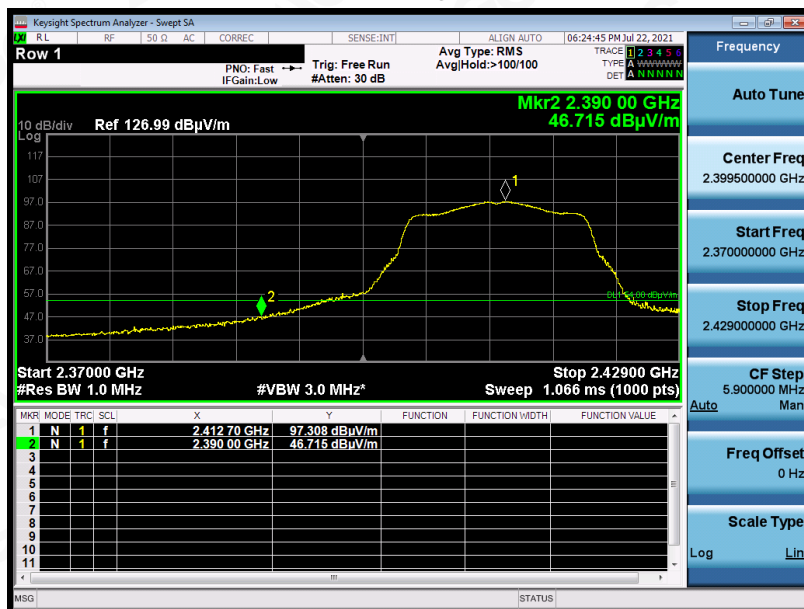 Keysight Spectrum Analyzer - Swept SA
LXI RL RF 50 Ω AC CORREC SENSE:INT ALIGN AUTO 06:24:45 PM Jul 22, 2021
Row 1
PNO: Fast
IFGain:Low
Trig: Free Run
#Atten: 30 dB
Avg Type: RMS
Avg|Hold:>100/100
TRACE 1 2 3 4 5 6
TYPE A WWWWW
DET A N N N N N
Mkr2 2.390 00 GHz
46.715 dBµV/m
10 dB/div Ref 126.99 dBµV/m
Log
117
107
97.0
87.0
77.0
67.0
57.0
47.0
37.0
1
2
DL1 54.00 dBµV/m
Start 2.37000 GHz Stop 2.42900 GHz
#Res BW 1.0 MHz #VBW 3.0 MHz* Sweep 1.066 ms (1000 pts)
MKR MODE TRC SCL X Y FUNCTION FUNCTION WIDTH FUNCTION VALUE
1 N 1 f 2.412 70 GHz 97.308 dBµV/m
2 N 1 f 2.390 00 GHz 46.715 dBµV/m
3
4
5
6
7
8
9
10
11
MSG STATUS
Frequency
Auto Tune
Center Freq
2.399500000 GHz
Start Freq
2.370000000 GHz
Stop Freq
2.429000000 GHz
CF Step
5.900000 MHz
Auto Man
Freq Offset
0 Hz
Scale Type
Log Lin